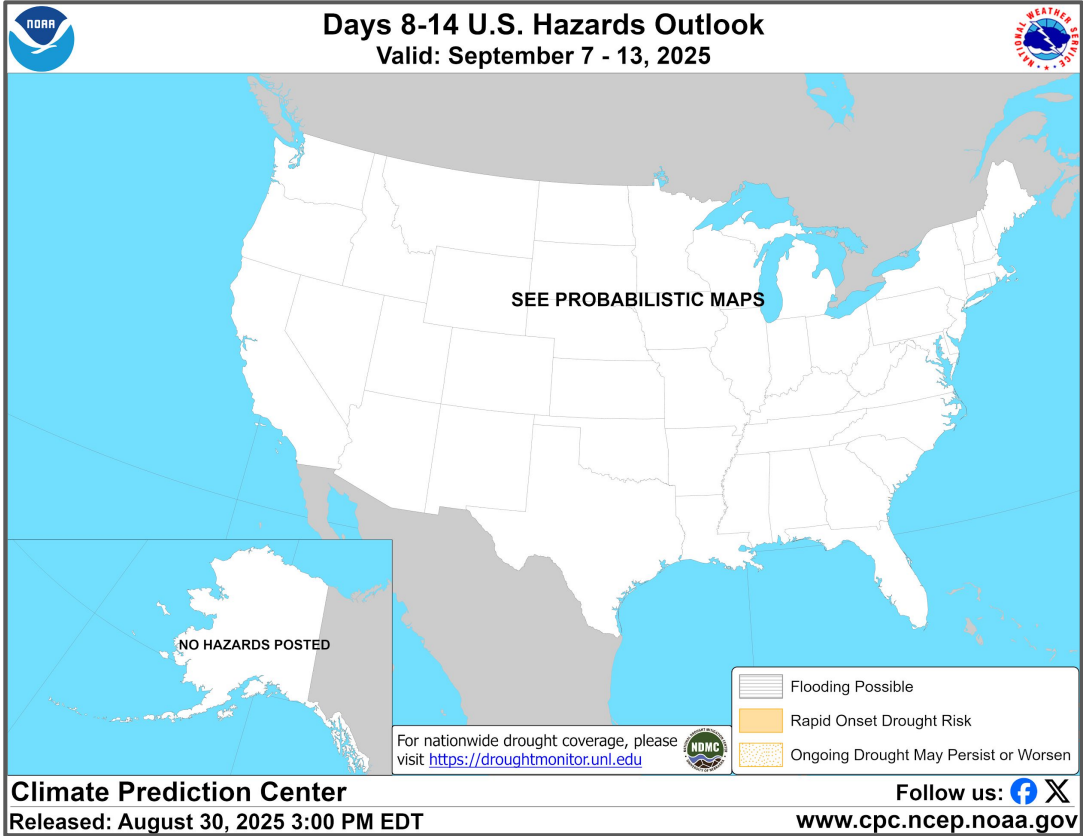 NOAA
Days 8-14 U.S. Hazards Outlook
Valid: September 7 - 13, 2025
NATIONAL WEATHER SERVICE
SEE PROBABILISTIC MAPS
NO HAZARDS POSTED
Flooding Possible
Rapid Onset Drought Risk
Ongoing Drought May Persist or Worsen
For nationwide drought coverage, please
visit https://droughtmonitor.unl.edu
NDMC
Climate Prediction Center
Follow us:
Released: August 30, 2025 3:00 PM EDT
www.cpc.ncep.noaa.gov